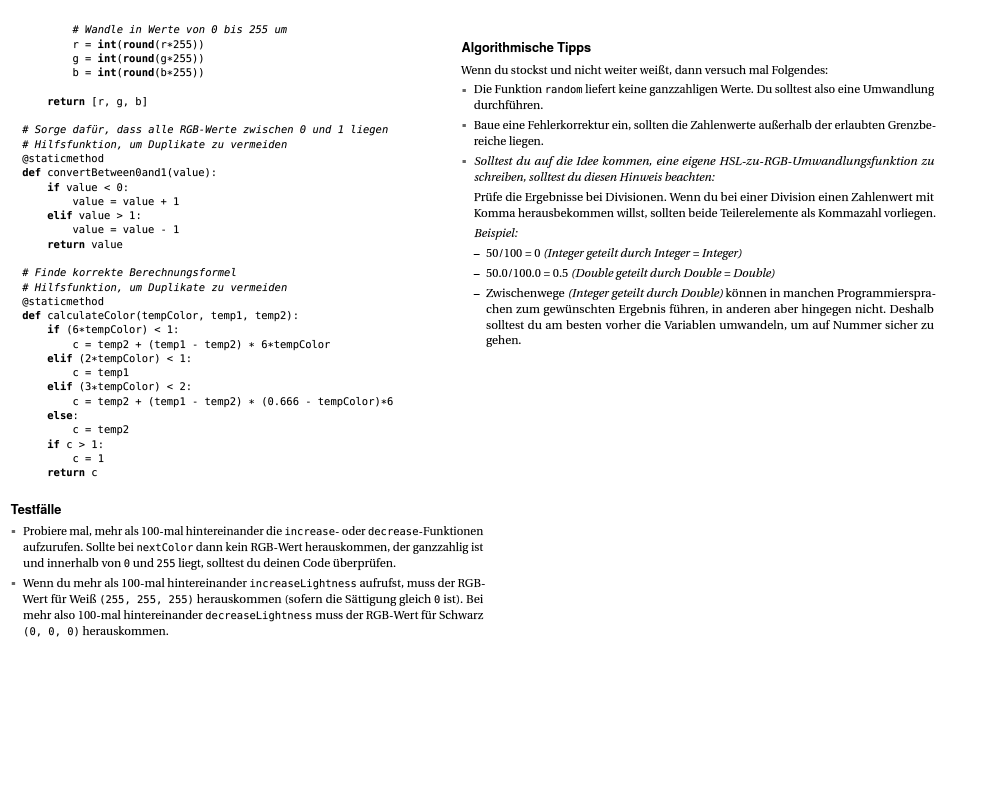 # Wandle in Werte von 0 bis 255 um
r = int(round(r*255))
g = int(round(g*255))
b = int(round(b*255))
return [r, g, b]
# Sorge dafür, dass alle RGB-Werte zwischen 0 und 1 liegen
# Hilfsfunktion, um Duplikate zu vermeiden
@staticmethod
def convertBetween0and1(value):
if value < 0:
value = value + 1
elif value > 1:
value = value - 1
return value
# Finde korrekte Berechnungsformel
# Hilfsfunktion, um Duplikate zu vermeiden
@staticmethod
def calculateColor(tempColor, temp1, temp2):
if (6*tempColor) < 1:
c = temp2 + (temp1 - temp2) * 6*tempColor
elif (2*tempColor) < 1:
c = temp1
elif (3*tempColor) < 2:
c = temp2 + (temp1 - temp2) * (0.666 - tempColor)*6
else:
c = temp2
if c > 1:
c = 1
return c
Testfälle
▪ Probiere mal, mehr als 100-mal hintereinander die increase- oder decrease-Funktionen
aufzurufen. Sollte bei nextColor dann kein RGB-Wert herauskommen, der ganzzahlig ist
und innerhalb von 0 und 255 liegt, solltest du deinen Code überprüfen.
▪ Wenn du mehr als 100-mal hintereinander increaseLightness aufrufst, muss der RGB-
Wert für Weiß (255, 255, 255) herauskommen (sofern die Sättigung gleich 0 ist). Bei
mehr also 100-mal hintereinander decreaseLightness muss der RGB-Wert für Schwarz
(0, 0, 0) herauskommen.
Algorithmische Tipps
Wenn du stockst und nicht weiter weißt, dann versuch mal Folgendes:
▪ Die Funktion random liefert keine ganzzahligen Werte. Du solltest also eine Umwandlung
durchführen.
▪ Baue eine Fehlerkorrektur ein, sollten die Zahlenwerte außerhalb der erlaubten Grenzbe-
reiche liegen.
▪ Solltest du auf die Idee kommen, eine eigene HSL-zu-RGB-Umwandlungsfunktion zu
schreiben, solltest du diesen Hinweis beachten:
Prüfe die Ergebnisse bei Divisionen. Wenn du bei einer Division einen Zahlenwert mit
Komma herausbekommen willst, sollten beide Teilerelemente als Kommazahl vorliegen.
Beispiel:
– 50/100 = 0 (Integer geteilt durch Integer = Integer)
– 50.0/100.0 = 0.5 (Double geteilt durch Double = Double)
– Zwischenwege (Integer geteilt durch Double) können in manchen Programmierspra-
chen zum gewünschten Ergebnis führen, in anderen aber hingegen nicht. Deshalb
solltest du am besten vorher die Variablen umwandeln, um auf Nummer sicher zu
gehen.